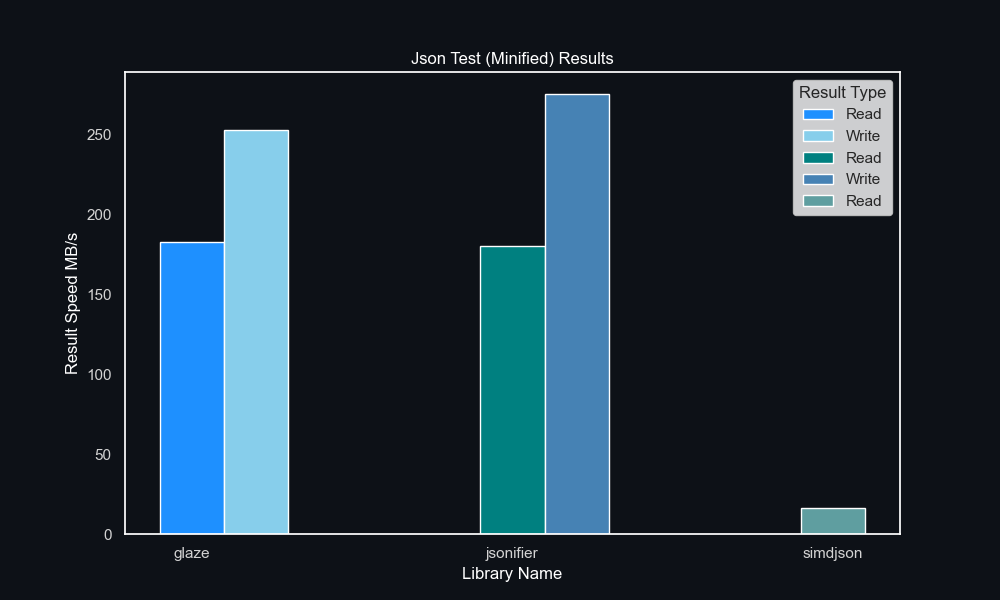 Json Test (Minified) Results
Result Type
Read
Write
Read
Write
Read
Result Speed MB/s
250
200
150
100
50
0
glaze
jsonifier
simdjson
Library Name